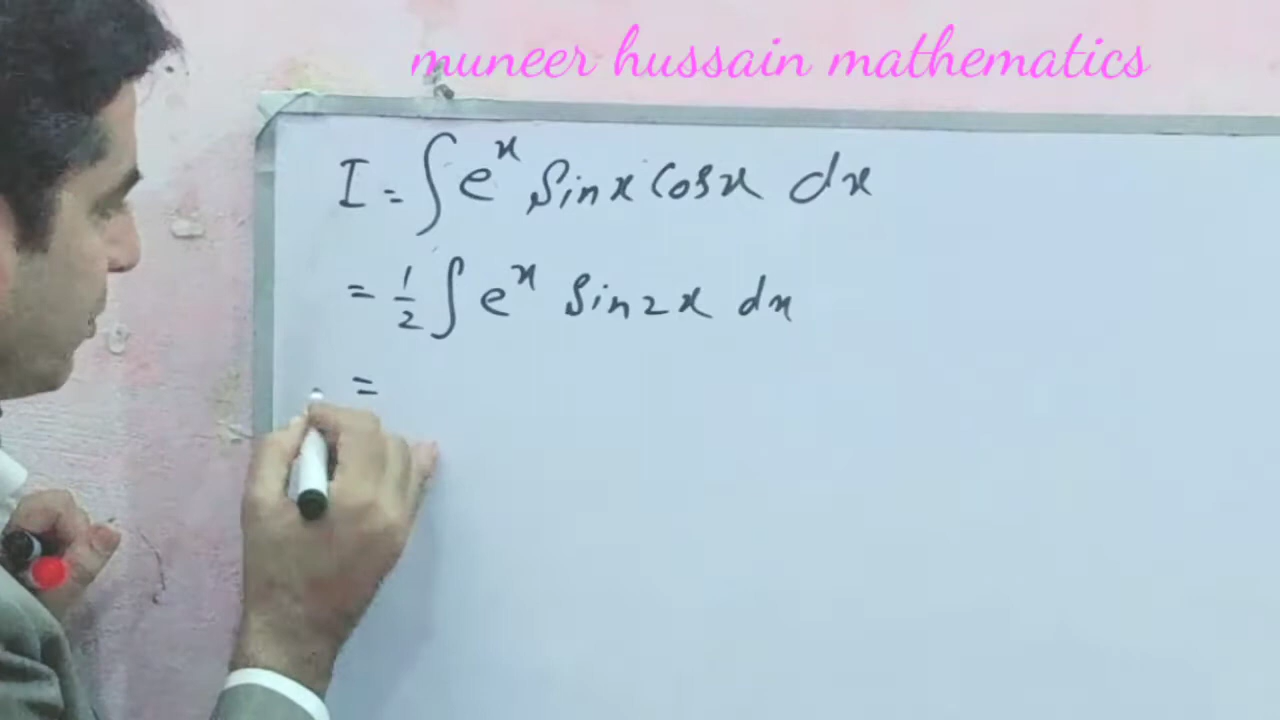 muneer hussain mathematics
I = ∫ eˣ Sinx Cosx dx
= 1/2 ∫ eˣ Sin2x dx
=